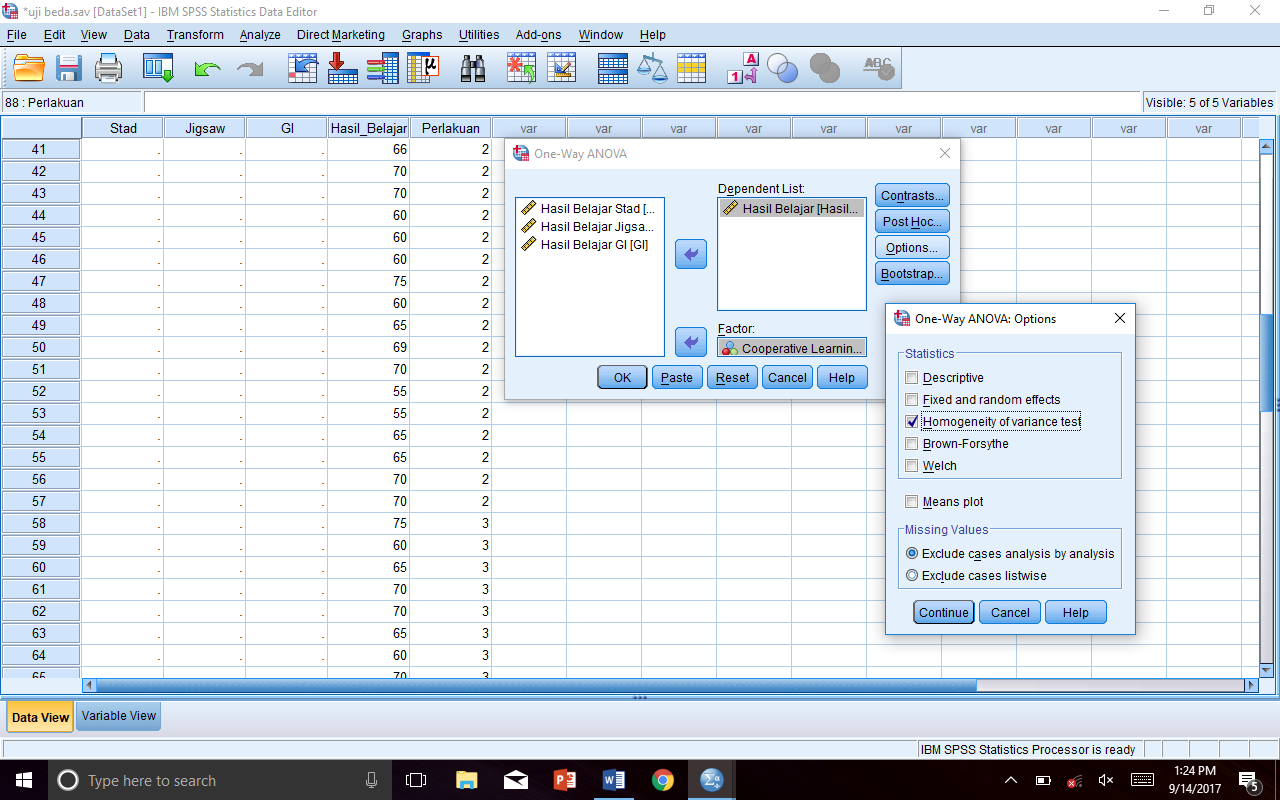 *uji beda.sav [DataSet1] - IBM SPSS Statistics Data Editor
File Edit View Data Transform Analyze Direct Marketing Graphs Utilities Add-ons Window Help
88 : Perlakuan
Visible: 5 of 5 Variables
Stad Jigsaw GI Hasil_Belajar Perlakuan var var var var var var var var var var
41 . . . 66 2
42 . . . 70 2
43 . . . 70 2
44 . . . 60 2
45 . . . 60 2
46 . . . 60 2
47 . . . 75 2
48 . . . 60 2
49 . . . 65 2
50 . . . 69 2
51 . . . 70 2
52 . . . 55 2
53 . . . 55 2
54 . . . 65 2
55 . . . 65 2
56 . . . 70 2
57 . . . 70 2
58 . . . 75 3
59 . . . 60 3
60 . . . 65 3
61 . . . 70 3
62 . . . 70 3
63 . . . 65 3
64 . . . 60 3
65 . . . 70 3
One-Way ANOVA
Hasil Belajar Stad [...
Hasil Belajar Jigsa...
Hasil Belajar GI [GI]
Dependent List:
Hasil Belajar [Hasil...
Factor:
Cooperative Learnin...
Contrasts...
Post Hoc...
Options...
Bootstrap...
OK Paste Reset Cancel Help
One-Way ANOVA: Options
Statistics
Descriptive
Fixed and random effects
Homogeneity of variance test
Brown-Forsythe
Welch
Means plot
Missing Values
Exclude cases analysis by analysis
Exclude cases listwise
Continue Cancel Help
Data View Variable View
IBM SPSS Statistics Processor is ready
Type here to search
1:24 PM
9/14/2017
5